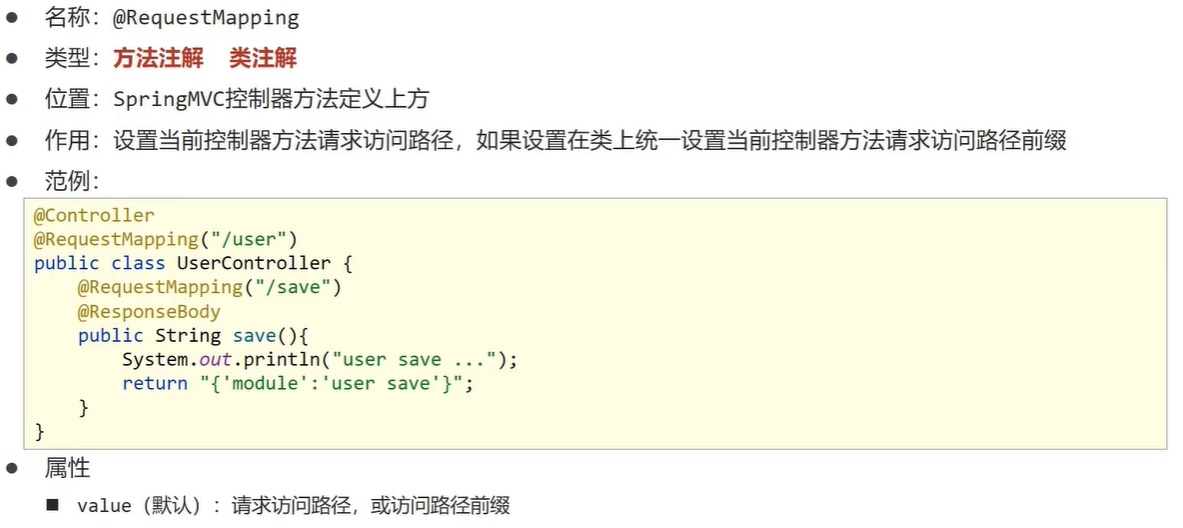 ● 名称：@RequestMapping
● 类型：方法注解 类注解
● 位置：SpringMVC控制器方法定义上方
● 作用：设置当前控制器方法请求访问路径，如果设置在类上统一设置当前控制器方法请求访问路径前缀
● 范例：
@Controller
@RequestMapping("/user")
public class UserController {
    @RequestMapping("/save")
    @ResponseBody
    public String save(){
        System.out.println("user save ...");
        return "{'module':'user save'}";
    }
}
● 属性
■ value（默认）：请求访问路径，或访问路径前缀